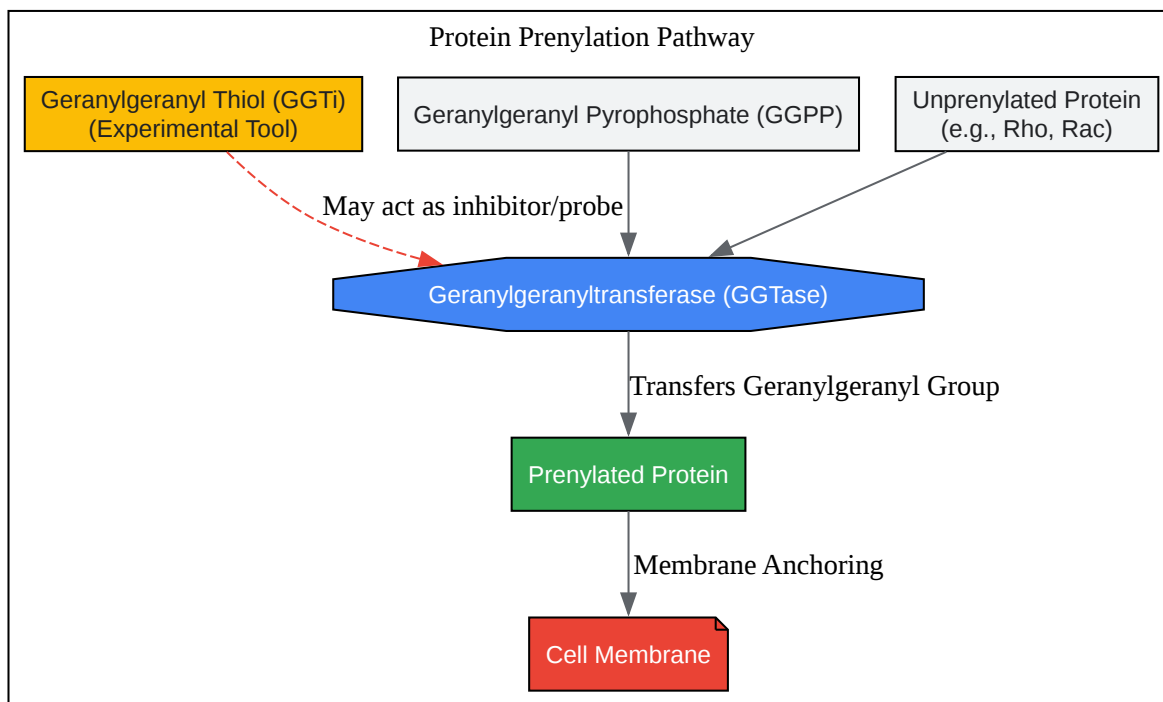 Protein Prenylation Pathway
Geranylgeranyl Thiol (GGTi)
(Experimental Tool)
Geranylgeranyl Pyrophosphate (GGPP)
Unprenylated Protein
(e.g., Rho, Rac)
May act as inhibitor/probe
Geranylgeranyltransferase (GGTase)
Transfers Geranylgeranyl Group
Prenylated Protein
Membrane Anchoring
Cell Membrane